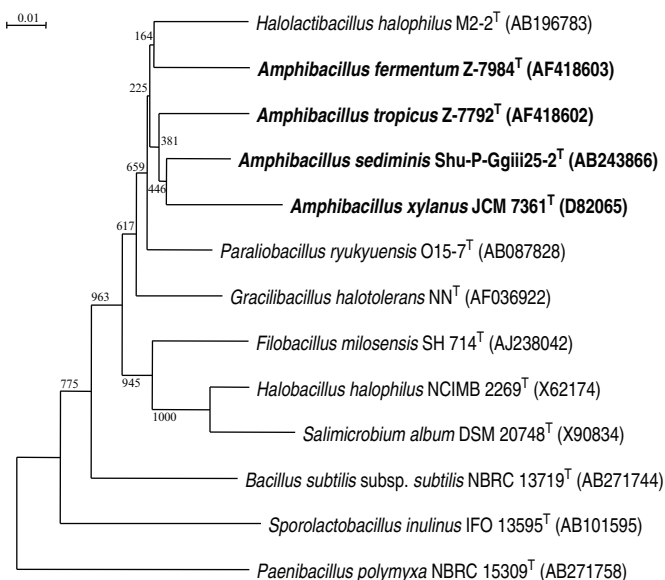 0.01
Halolactibacillus halophilus M2-2ᵀ (AB196783)
164
Amphibacillus fermentum Z-7984ᵀ (AF418603)
225
Amphibacillus tropicus Z-7792ᵀ (AF418602)
381
Amphibacillus sediminis Shu-P-Ggiii25-2ᵀ (AB243866)
659
446
Amphibacillus xylanus JCM 7361ᵀ (D82065)
617
Paraliobacillus ryukyuensis O15-7ᵀ (AB087828)
Gracilibacillus halotolerans NNᵀ (AF036922)
963
Filobacillus milosensis SH 714ᵀ (AJ238042)
945
775
Halobacillus halophilus NCIMB 2269ᵀ (X62174)
1000
Salimicrobium album DSM 20748ᵀ (X90834)
Bacillus subtilis subsp. subtilis NBRC 13719ᵀ (AB271744)
Sporolactobacillus inulinus IFO 13595ᵀ (AB101595)
Paenibacillus polymyxa NBRC 15309ᵀ (AB271758)